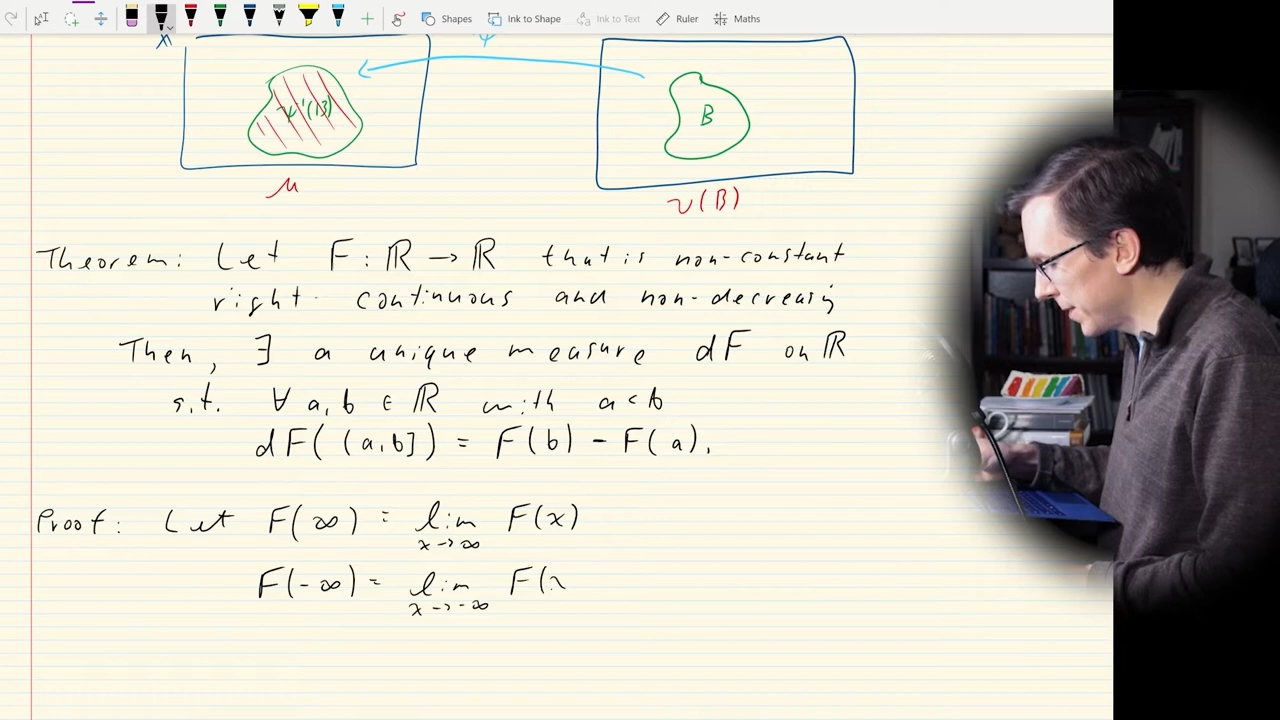 Shapes Ink to Shape Ink to Text Ruler Maths
X ψ
ψ⁻¹(B) B
μ ν(B)
Theorem: Let F : ℝ → ℝ that is non-constant
right-continuous and non-decreasing
Then, ∃ a unique measure dF on ℝ
s.t. ∀ a, b ∈ ℝ with a < b
dF( (a,b] ) = F(b) - F(a).
Proof: Let F(∞) = lim F(x)
x→∞
F(-∞) = lim F(x
x→-∞